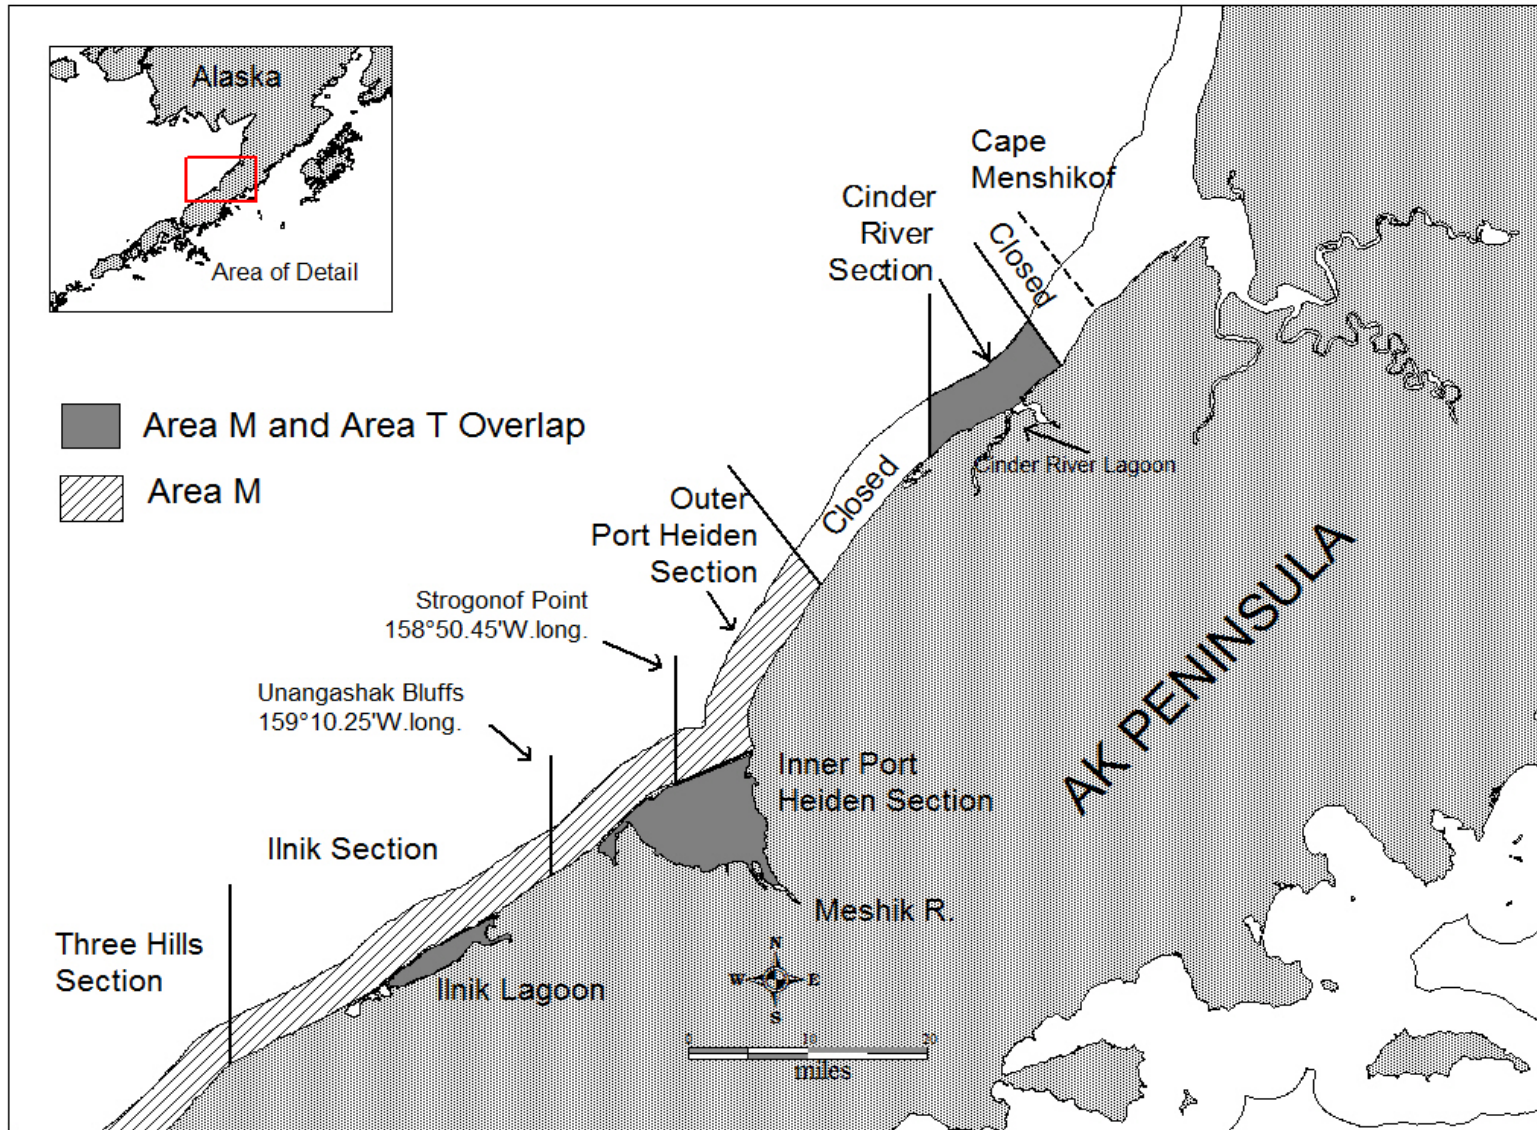 Alaska
Area of Detail
Cape
Menshikof
Cinder
River
Section
Closed
Area M and Area T Overlap
Area M
Cinder River Lagoon
Closed
Outer
Port Heiden
Section
Strogonof Point
158°50.45'W.long.
Unangashak Bluffs
159°10.25'W.long.
AK PENINSULA
Inner Port
Heiden Section
Ilnik Section
Meshik R.
Three Hills
Section
Ilnik Lagoon
N
W E
S
0 10 20
miles